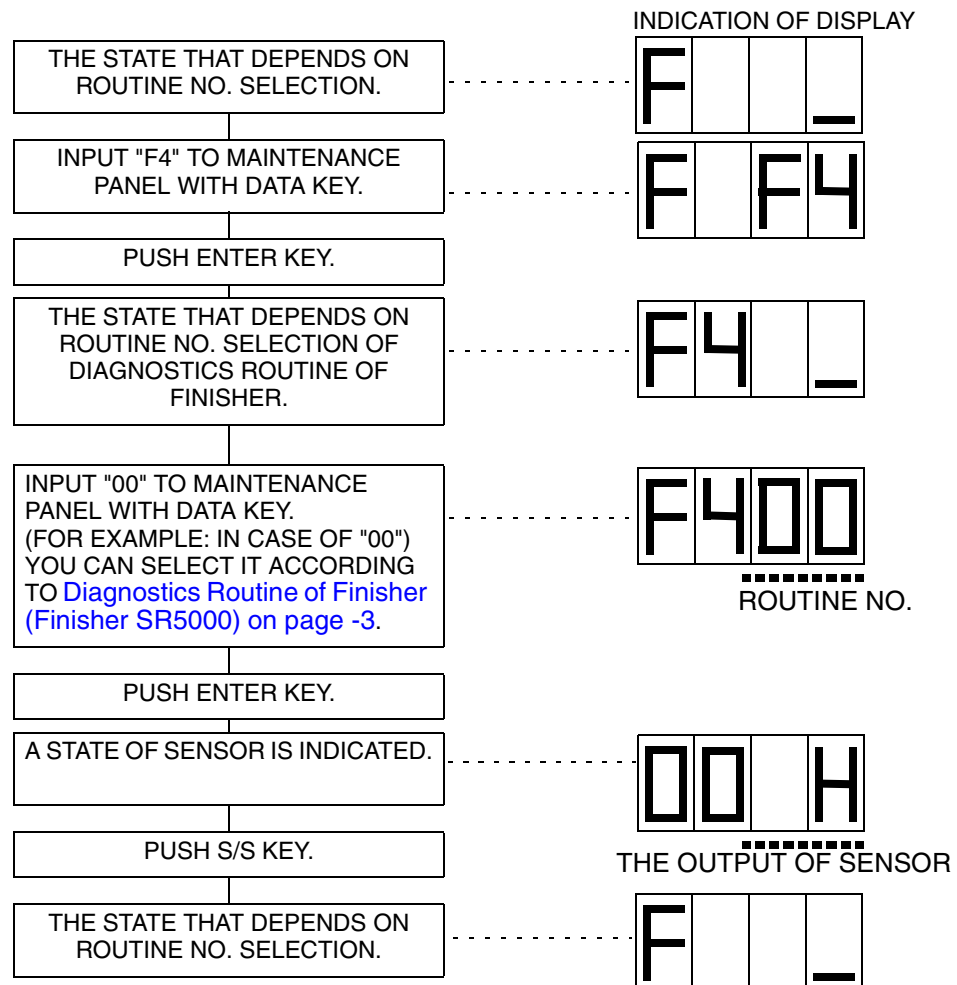 INDICATION OF DISPLAY
THE STATE THAT DEPENDS ON
ROUTINE NO. SELECTION.
F _
INPUT "F4" TO MAINTENANCE
PANEL WITH DATA KEY.
F F4
PUSH ENTER KEY.
THE STATE THAT DEPENDS ON
ROUTINE NO. SELECTION OF
DIAGNOSTICS ROUTINE OF
FINISHER.
F4 _
INPUT "00" TO MAINTENANCE
PANEL WITH DATA KEY.
(FOR EXAMPLE: IN CASE OF "00")
YOU CAN SELECT IT ACCORDING
TO Diagnostics Routine of Finisher
(Finisher SR5000) on page -3.
F400
ROUTINE NO.
PUSH ENTER KEY.
A STATE OF SENSOR IS INDICATED.
00 H
THE OUTPUT OF SENSOR
PUSH S/S KEY.
THE STATE THAT DEPENDS ON
ROUTINE NO. SELECTION.
F _